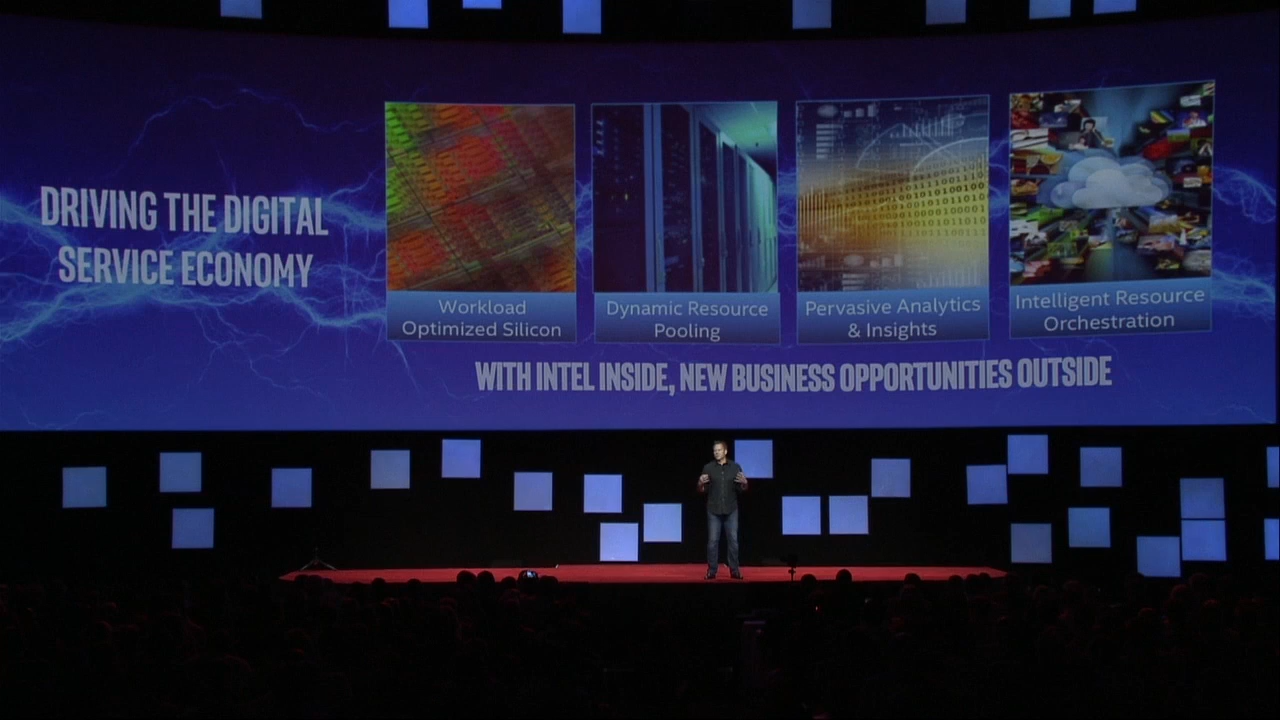 DRIVING THE DIGITAL
SERVICE ECONOMY
Workload
Optimized Silicon
Dynamic Resource
Pooling
Pervasive Analytics
& Insights
Intelligent Resource
Orchestration
WITH INTEL INSIDE, NEW BUSINESS OPPORTUNITIES OUTSIDE